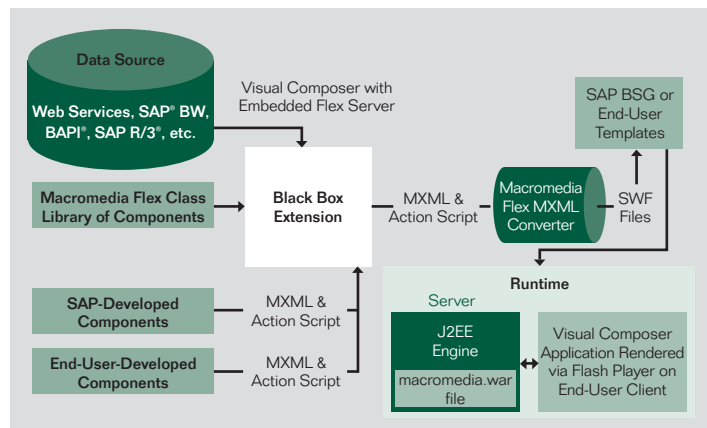 Data Source
Web Services, SAP® BW,
BAPI®, SAP R/3®, etc.
Visual Composer with
Embedded Flex Server
Macromedia Flex Class
Library of Components
Black Box
Extension
MXML &
Action Script
Macromedia
Flex MXML
Converter
SWF
Files
SAP BSG or
End-User
Templates
SAP-Developed
Components
MXML &
Action Script
End-User-Developed
Components
MXML &
Action Script
Runtime
Server
J2EE
Engine
macromedia.war
file
Visual Composer
Application Rendered
via Flash Player on
End-User Client